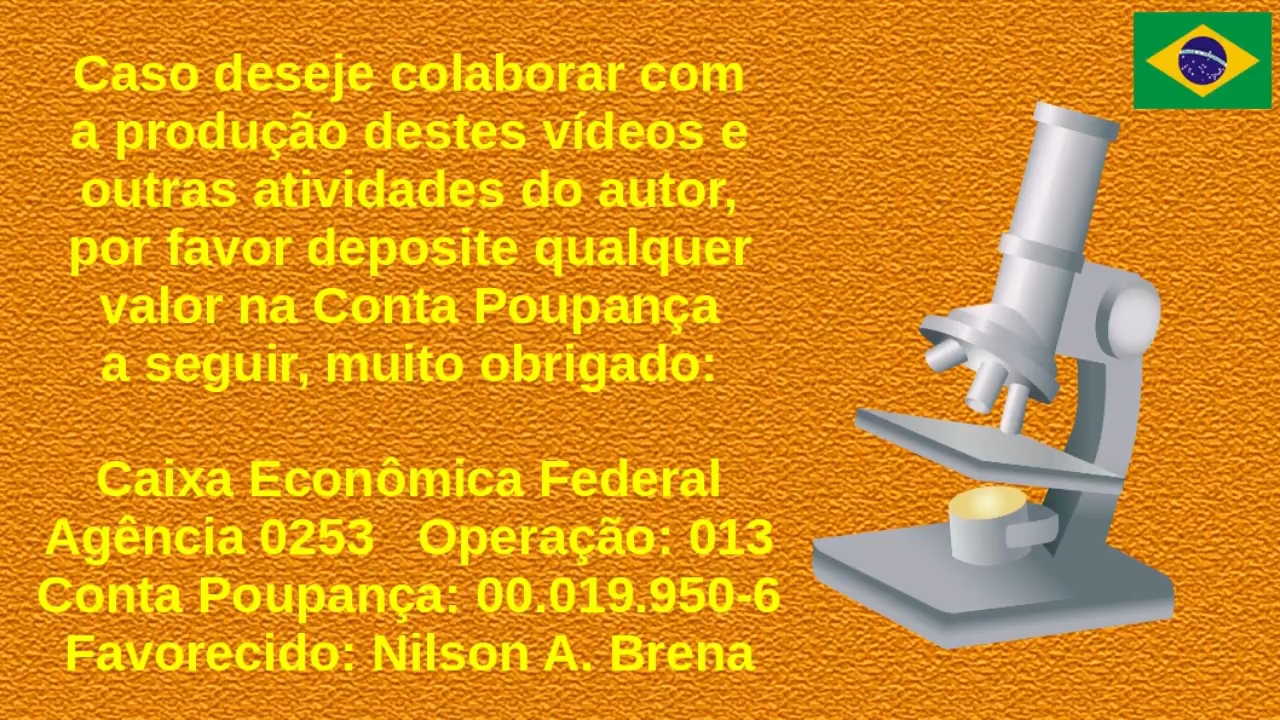 Caso deseje colaborar com
a produção destes vídeos e
outras atividades do autor,
por favor deposite qualquer
valor na Conta Poupança
a seguir, muito obrigado:
Caixa Econômica Federal
Agência 0253 Operação: 013
Conta Poupança: 00.019.950-6
Favorecido: Nilson A. Brena